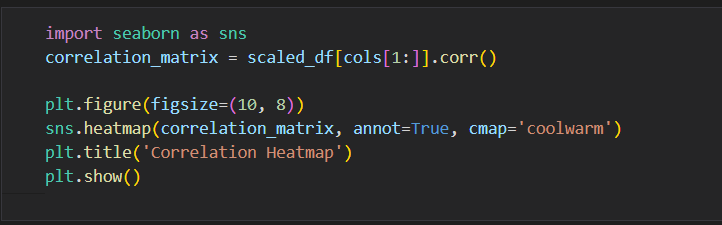 import seaborn as sns
correlation_matrix = scaled_df[cols[1:]].corr()
plt.figure(figsize=(10, 8))
sns.heatmap(correlation_matrix, annot=True, cmap='coolwarm')
plt.title('Correlation Heatmap')
plt.show()